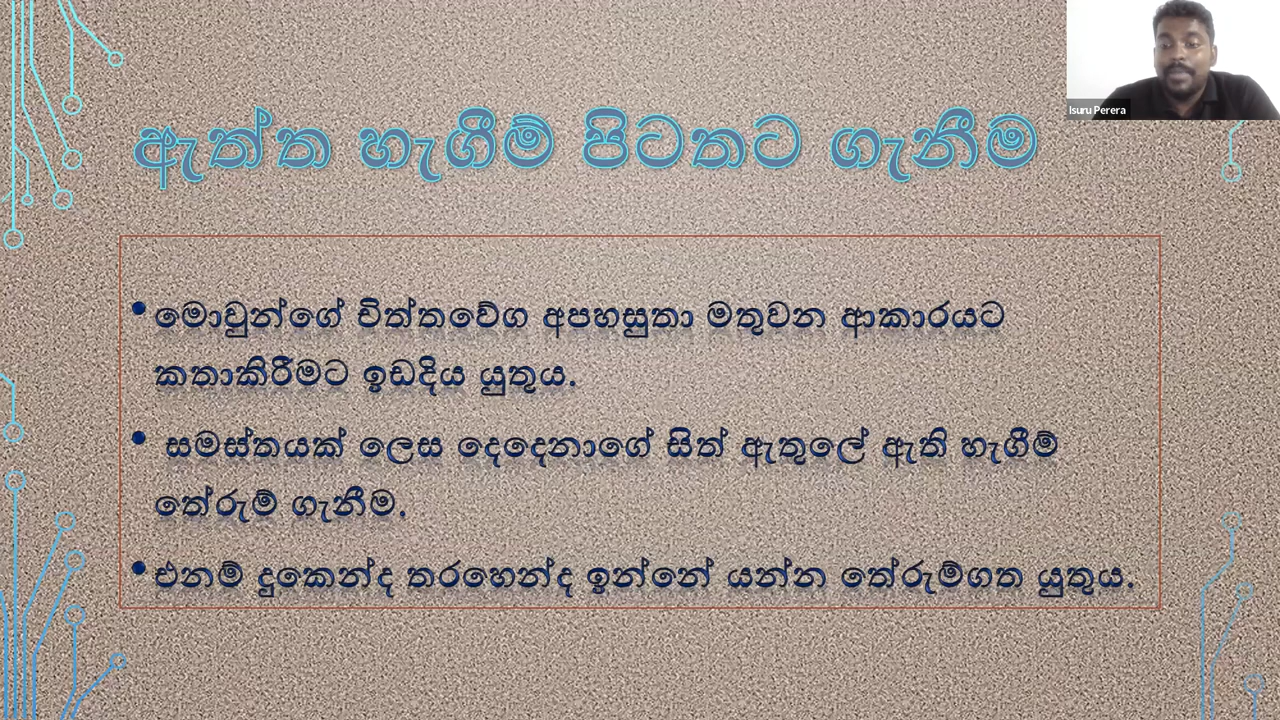 Isuru Perera
ඇත්ත හැගීම් පිටතට ගැනීම
•මොවුන්ගේ චිත්තවේග අපහසුතා මතුවන ආකාරයට
කතාකිරීමට ඉඩදිය යුතුය.
• සමස්තයක් ලෙස දෙදෙනාගේ සිත් ඇතුලේ ඇති හැගීම්
තේරුම් ගැනීම.
•එනම් දුකෙන්ද තරහෙන්ද ඉන්නේ යන්න තේරුම්ගත යුතුය.